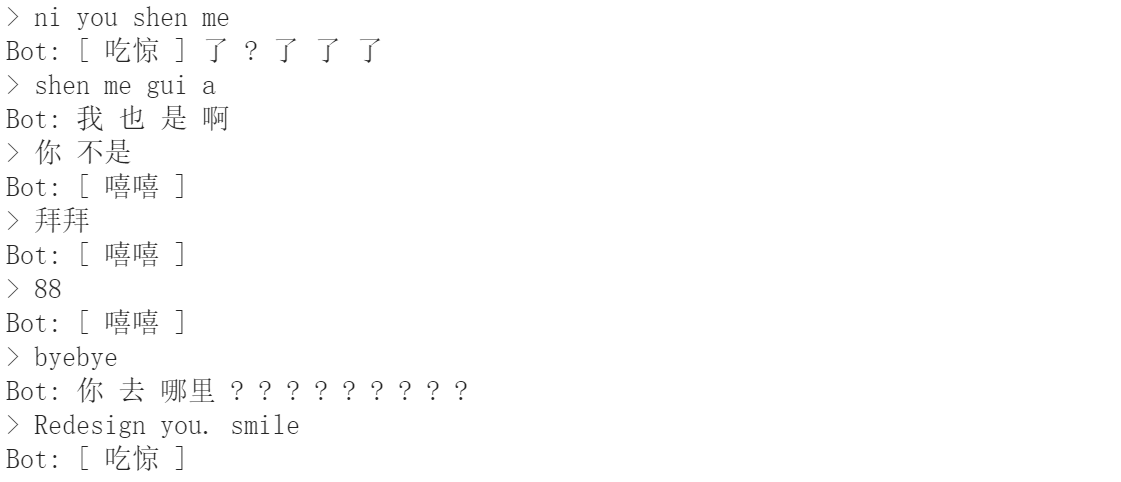 > ni you shen me
Bot: [ 吃惊 ] 了 ? 了 了 了
> shen me gui a
Bot: 我 也 是 啊
> 你 不是
Bot: [ 嘻嘻 ]
> 拜拜
Bot: [ 嘻嘻 ]
> 88
Bot: [ 嘻嘻 ]
> byebye
Bot: 你 去 哪里 ? ? ? ? ? ? ? ? ?
> Redesign you. smile
Bot: [ 吃惊 ]